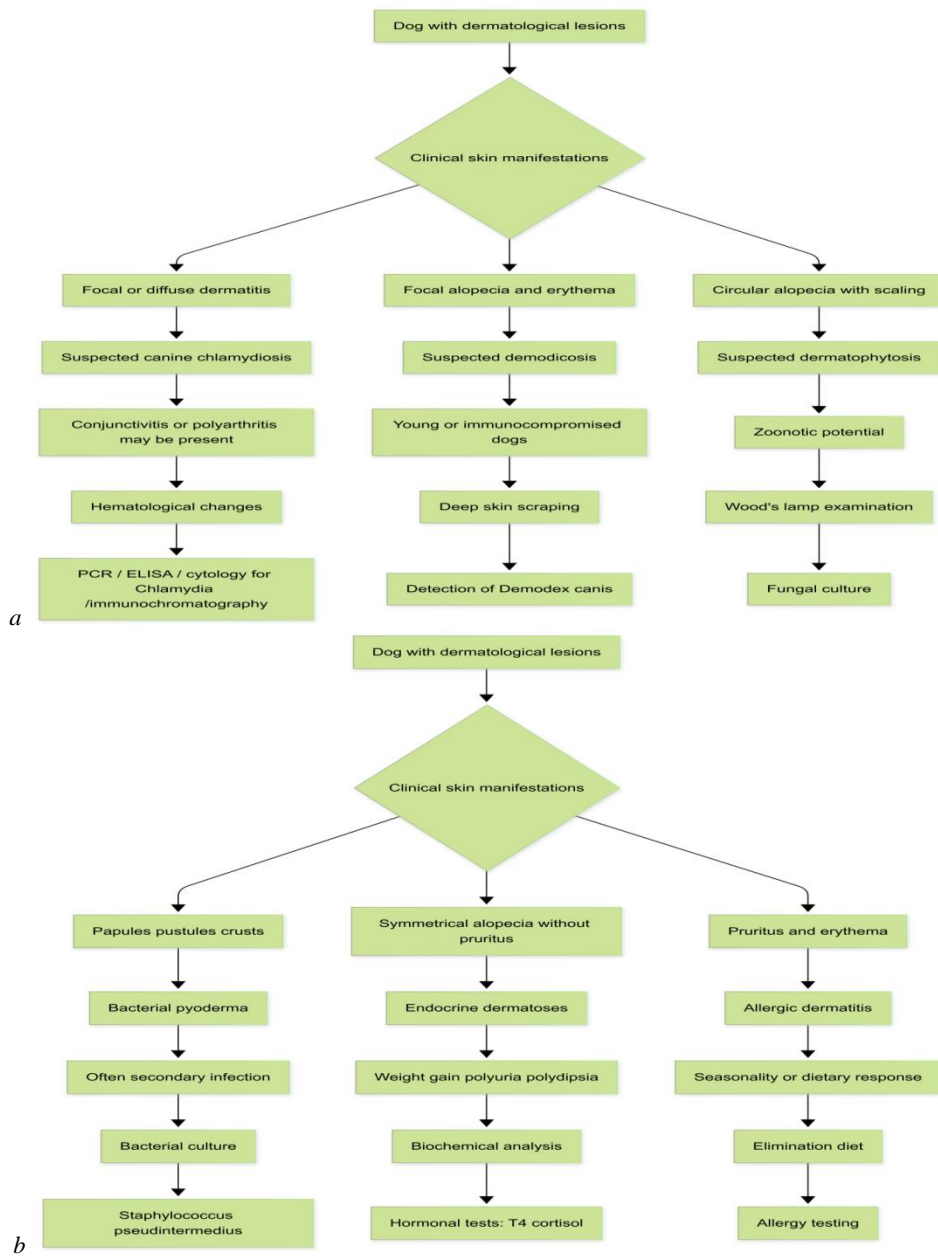 Dog with dermatological lesions
Clinical skin manifestations
Focal or diffuse dermatitis
Suspected canine chlamydiosis
Conjunctivitis or polyarthritis
may be present
Hematological changes
PCR / ELISA / cytology for
Chlamydia
/immunochromatography
Focal alopecia and erythema
Suspected demodicosis
Young or immunocompromised
dogs
Deep skin scraping
Detection of Demodex canis
Circular alopecia with scaling
Suspected dermatophytosis
Zoonotic potential
Wood's lamp examination
Fungal culture
a
Dog with dermatological lesions
Clinical skin manifestations
Papules pustules crusts
Bacterial pyoderma
Often secondary infection
Bacterial culture
Staphylococcus
pseudintermedius
Symmetrical alopecia without
pruritus
Endocrine dermatoses
Weight gain polyuria polydipsia
Biochemical analysis
Hormonal tests: T4 cortisol
Pruritus and erythema
Allergic dermatitis
Seasonality or dietary response
Elimination diet
Allergy testing
b